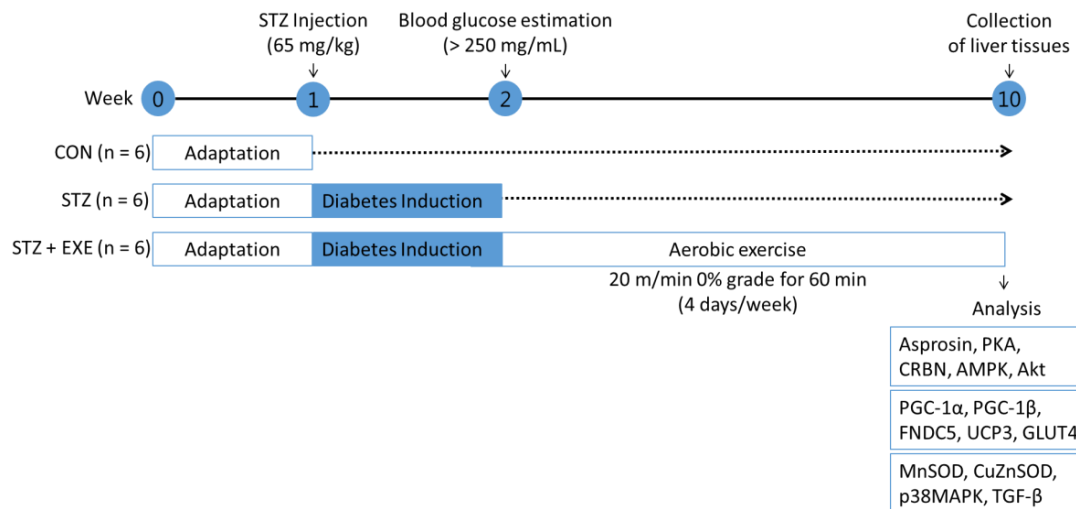 STZ Injection
(65 mg/kg)
Blood glucose estimation
(> 250 mg/mL)
Collection
of liver tissues
Week 0 1 2 10
CON (n = 6) Adaptation
STZ (n = 6) Adaptation Diabetes Induction
STZ + EXE (n = 6) Adaptation Diabetes Induction Aerobic exercise
20 m/min 0% grade for 60 min
(4 days/week)
Analysis
Asprosin, PKA,
CRBN, AMPK, Akt
PGC-1α, PGC-1β,
FNDC5, UCP3, GLUT4
MnSOD, CuZnSOD,
p38MAPK, TGF-β